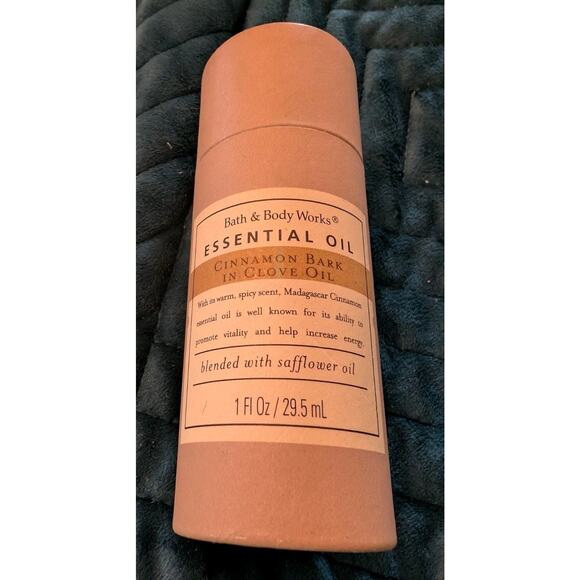 Bath & Body Works®
ESSENTIAL OIL
CINNAMON BARK
IN CLOVE OIL
With its warm, spicy scent, Madagascar Cinnamon
essential oil is well known for its ability to
promote vitality and help increase energy.
blended with safflower oil
1 Fl Oz / 29.5 mL